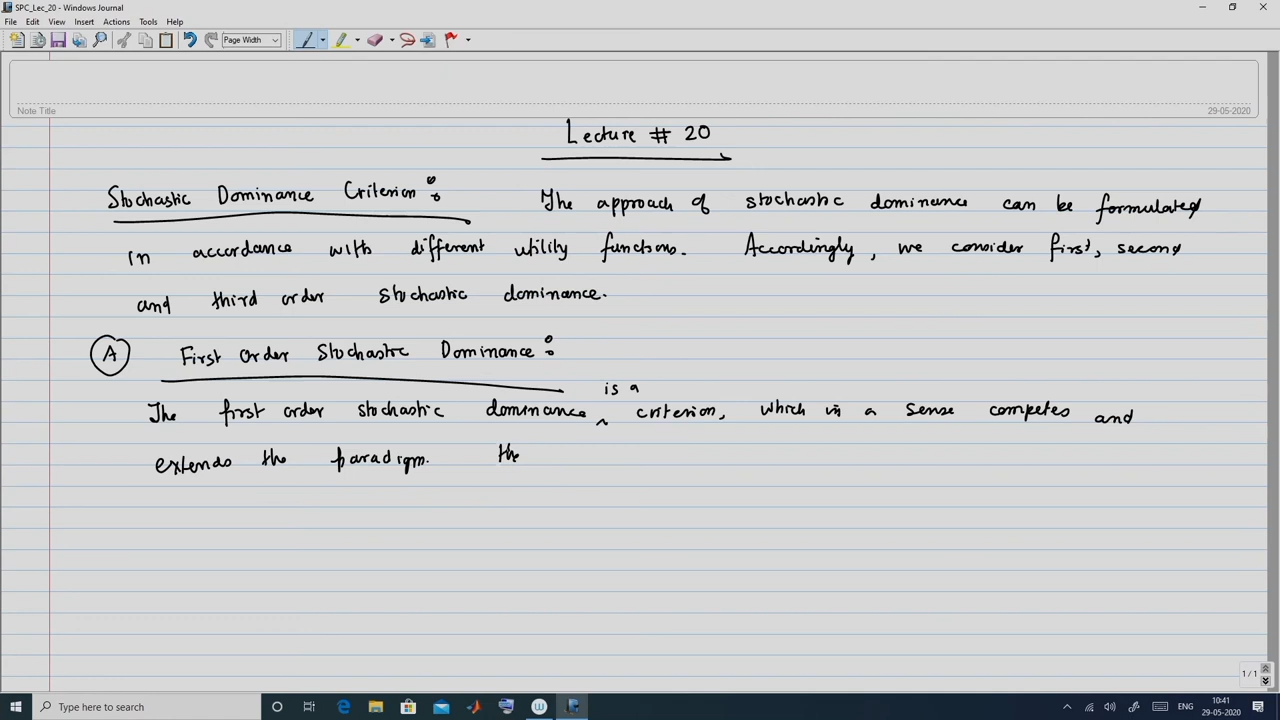 SPC_Lec_20 - Windows Journal
File Edit View Insert Actions Tools Help
Page Width
Note Title
29-05-2020
Lecture # 20
Stochastic Dominance Criterion : The approach of stochastic dominance can be formulated
in accordance with different utility functions. Accordingly, we consider first, second
and third order stochastic dominance.
A First Order Stochastic Dominance :
is a
The first order stochastic dominance ^ criterion, which in a sense competes and
extends the paradigm. the
1/1
Type here to search
ENG
10:41
29-05-2020